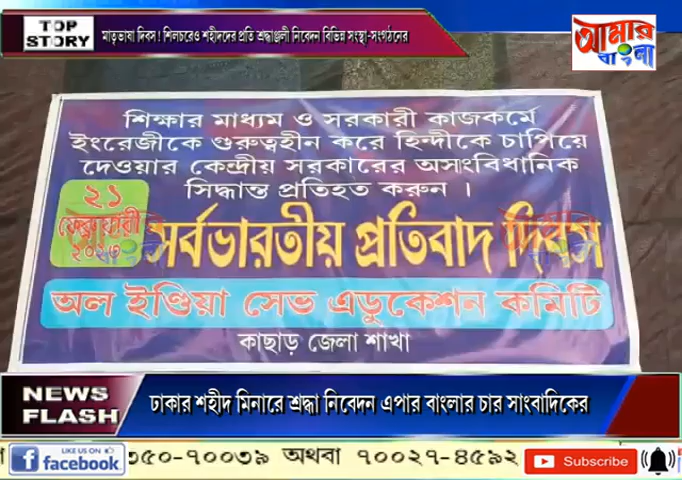 TOP STORY
মাতৃভাষা দিবস! শিলচরেও শহীদদের প্রতি শ্রদ্ধাঞ্জলী নিবেদন বিভিন্ন সংস্থা-সংগঠনের
আমার বাংলা
শিক্ষার মাধ্যম ও সরকারী কাজকর্মে
ইংরেজীকে গুরুত্বহীন করে হিন্দীকে চাপিয়ে
দেওয়ার কেন্দ্রীয় সরকারের অসাংবিধানিক
সিদ্ধান্ত প্রতিহত করুন ।
২১
ফেব্রুয়ারী
২০২৩
সর্বভারতীয় প্রতিবাদ দিবস
অল ইণ্ডিয়া সেভ এডুকেশন কমিটি
কাছাড় জেলা শাখা
NEWS FLASH
ঢাকার শহীদ মিনারে শ্রদ্ধা নিবেদন এপার বাংলার চার সাংবাদিকের
LIKE US ON
facebook
৩৫০-৭০০৩৯ অথবা ৭০০২৭-৪৫৯২
Subscribe